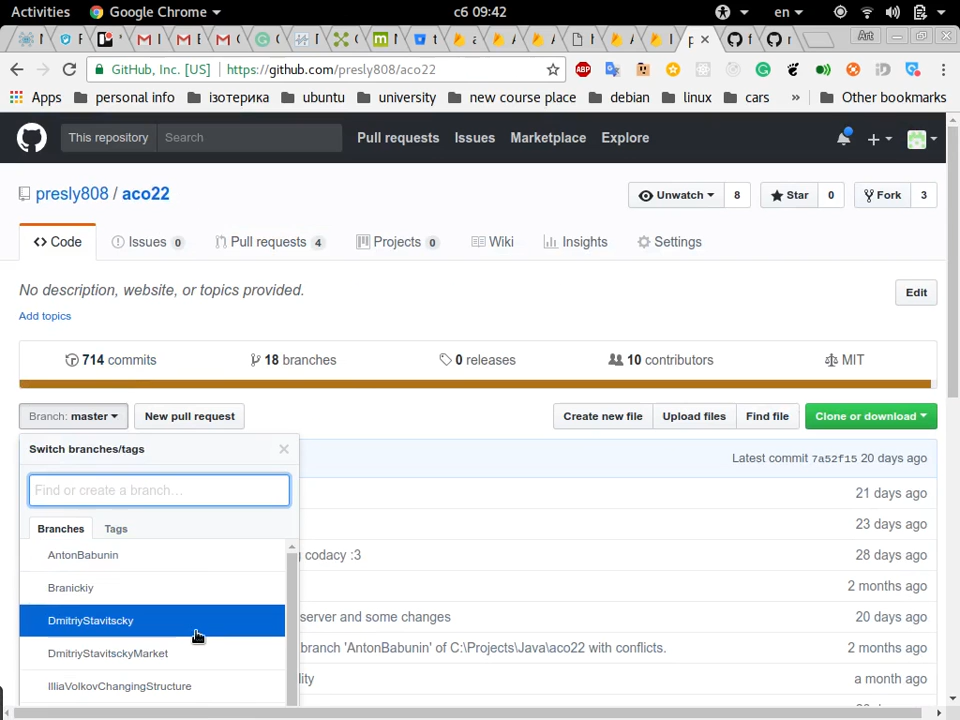 Activities Google Chrome сб 09:42 en
Art
GitHub, Inc. [US] https://github.com/presly808/aco22
Apps personal info ізотерика ubuntu university new course place debian linux cars » Other bookmarks
This repository Search Pull requests Issues Marketplace Explore
presly808 / aco22 Unwatch 8 Star 0 Fork 3
Code Issues 0 Pull requests 4 Projects 0 Wiki Insights Settings
No description, website, or topics provided. Edit
Add topics
714 commits 18 branches 0 releases 10 contributors MIT
Branch: master New pull request Create new file Upload files Find file Clone or download
Switch branches/tags
Latest commit 7a52f15 20 days ago
Find or create a branch…
21 days ago
Branches Tags
23 days ago
AntonBabunin
codacy :3 28 days ago
Branickiy
2 months ago
DmitriyStavitscky
server and some changes 20 days ago
DmitriyStavitsckyMarket
branch 'AntonBabunin' of C:\Projects\Java\aco22 with conflicts. 2 months ago
IlliaVolkovChangingStructure
a month ago